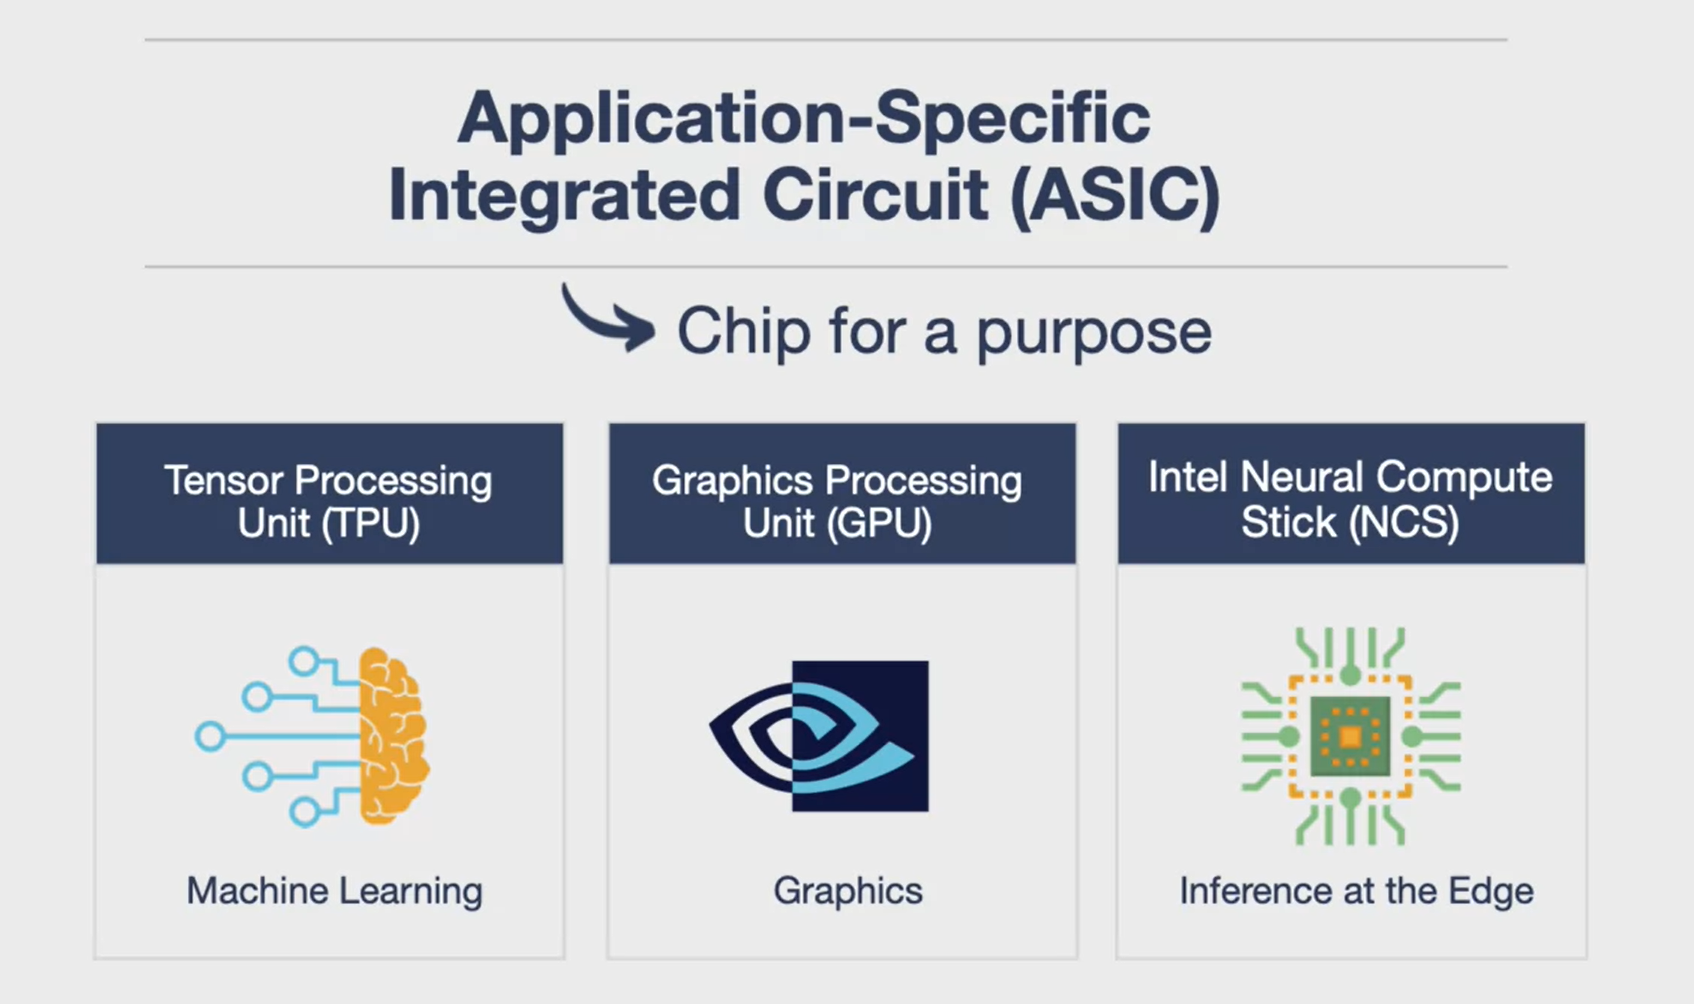 Application-Specific
Integrated Circuit (ASIC)
Chip for a purpose
Tensor Processing
Unit (TPU)
Machine Learning
Graphics Processing
Unit (GPU)
Graphics
Intel Neural Compute
Stick (NCS)
Inference at the Edge